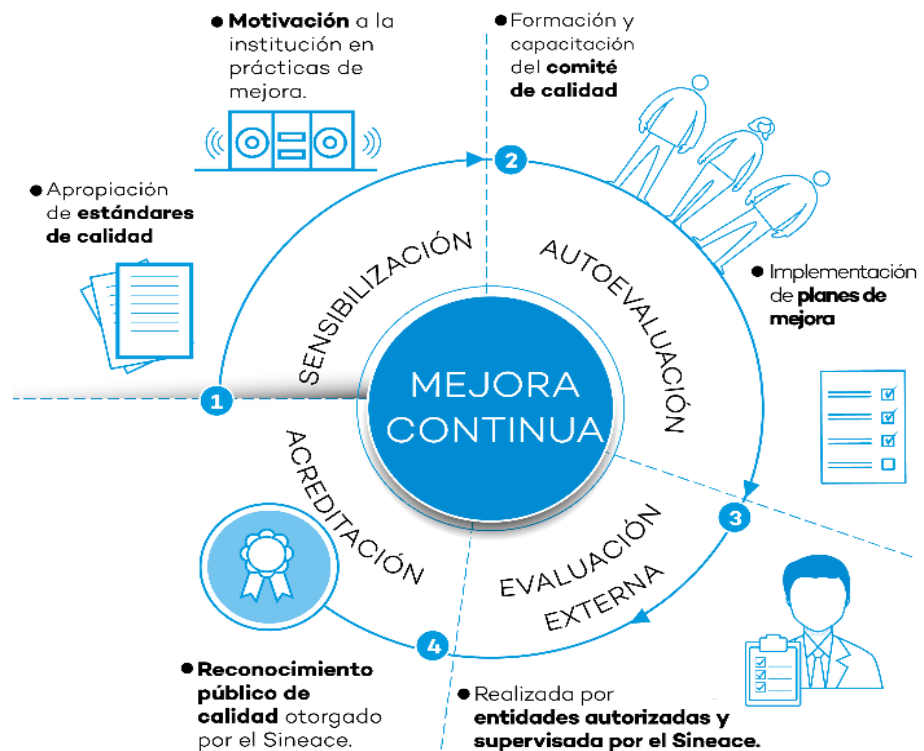 ● Motivación a la
institución en
prácticas de
mejora.
● Formación y
capacitación
del comité
de calidad
● Apropiación
de estándares
de calidad
● Implementación
de planes de
mejora
1
2
3
4
SENSIBILIZACIÓN
AUTOEVALUACIÓN
MEJORA
CONTINUA
ACREDITACIÓN
EVALUACIÓN
EXTERNA
● Reconocimiento
público de
calidad otorgado
por el Sineace.
● Realizada por
entidades autorizadas y
supervisada por el Sineace.